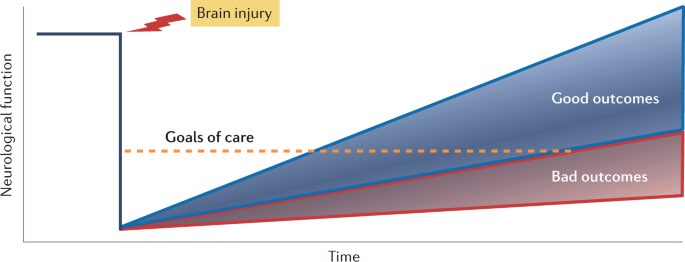 Brain injury
Neurological function
Goals of care
Good outcomes
Bad outcomes
Time